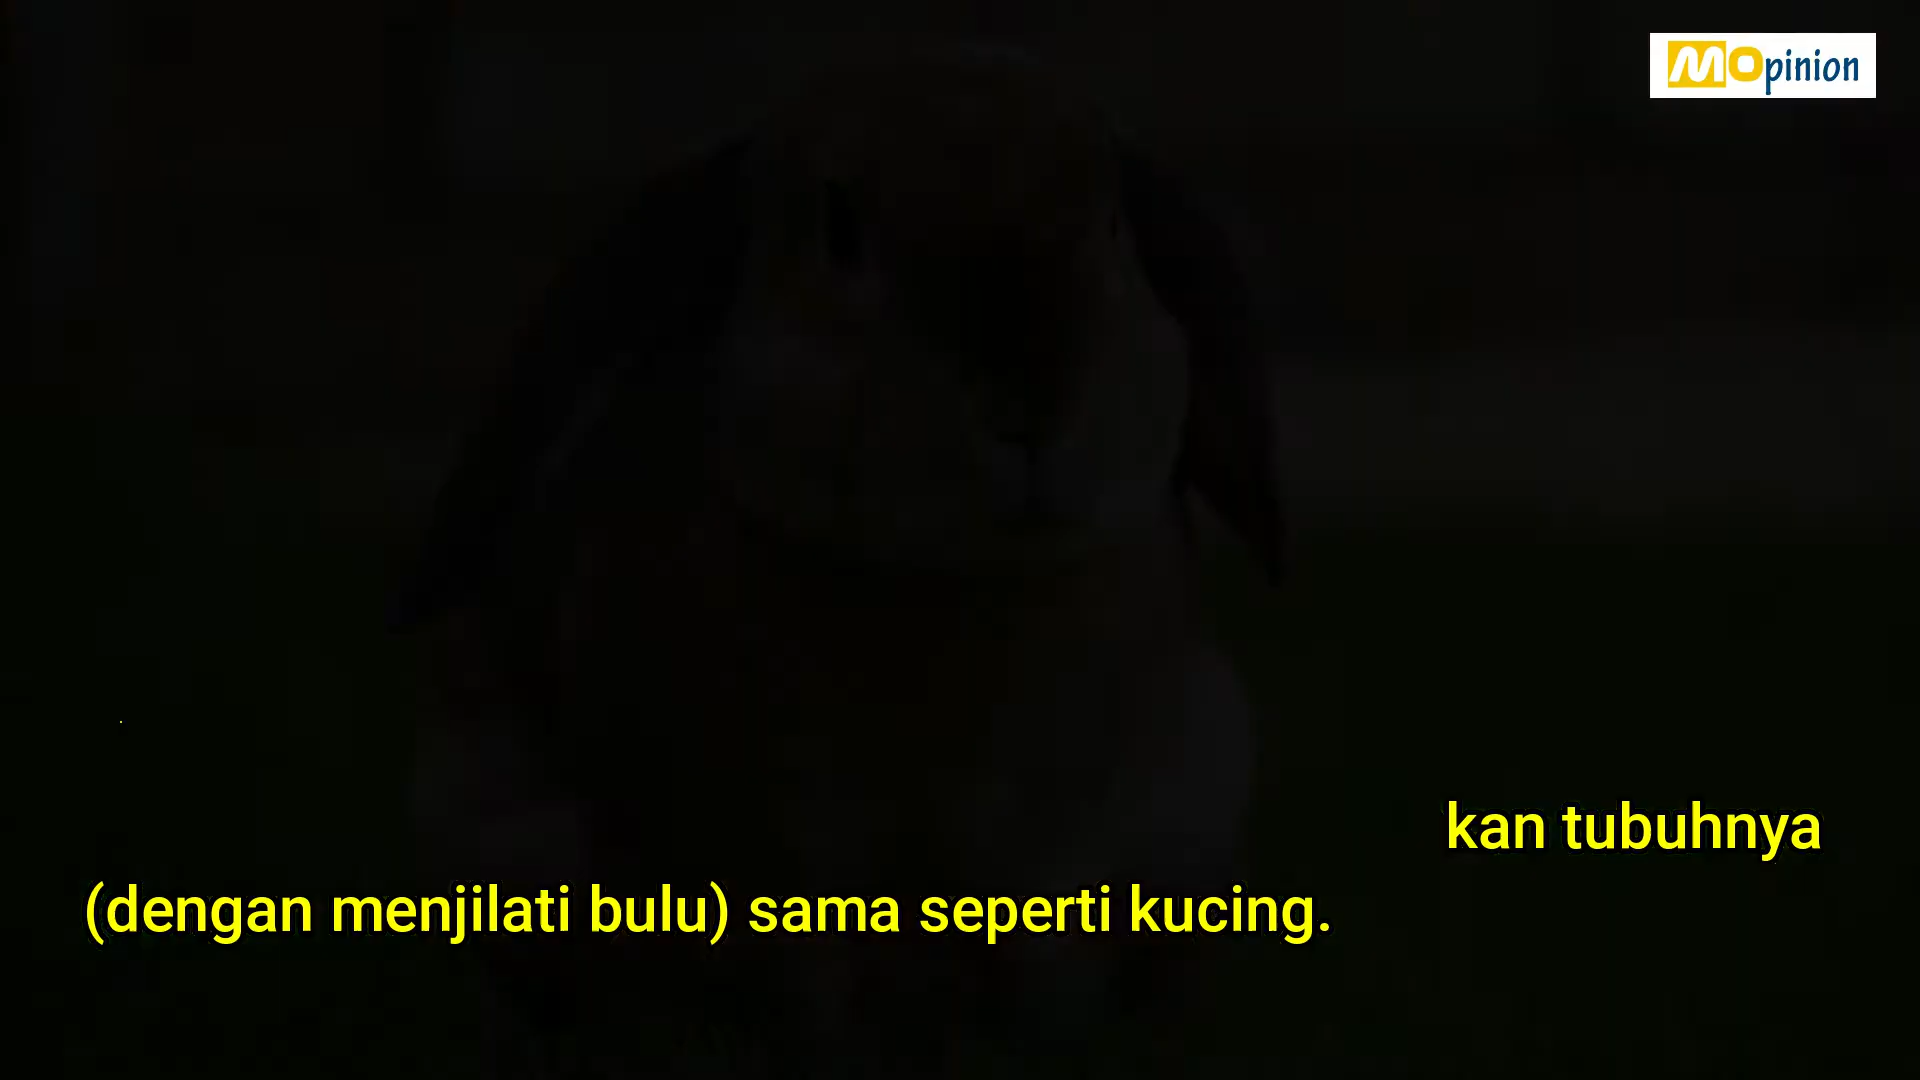 MOpinion
kan tubuhnya
(dengan menjilati bulu) sama seperti kucing.